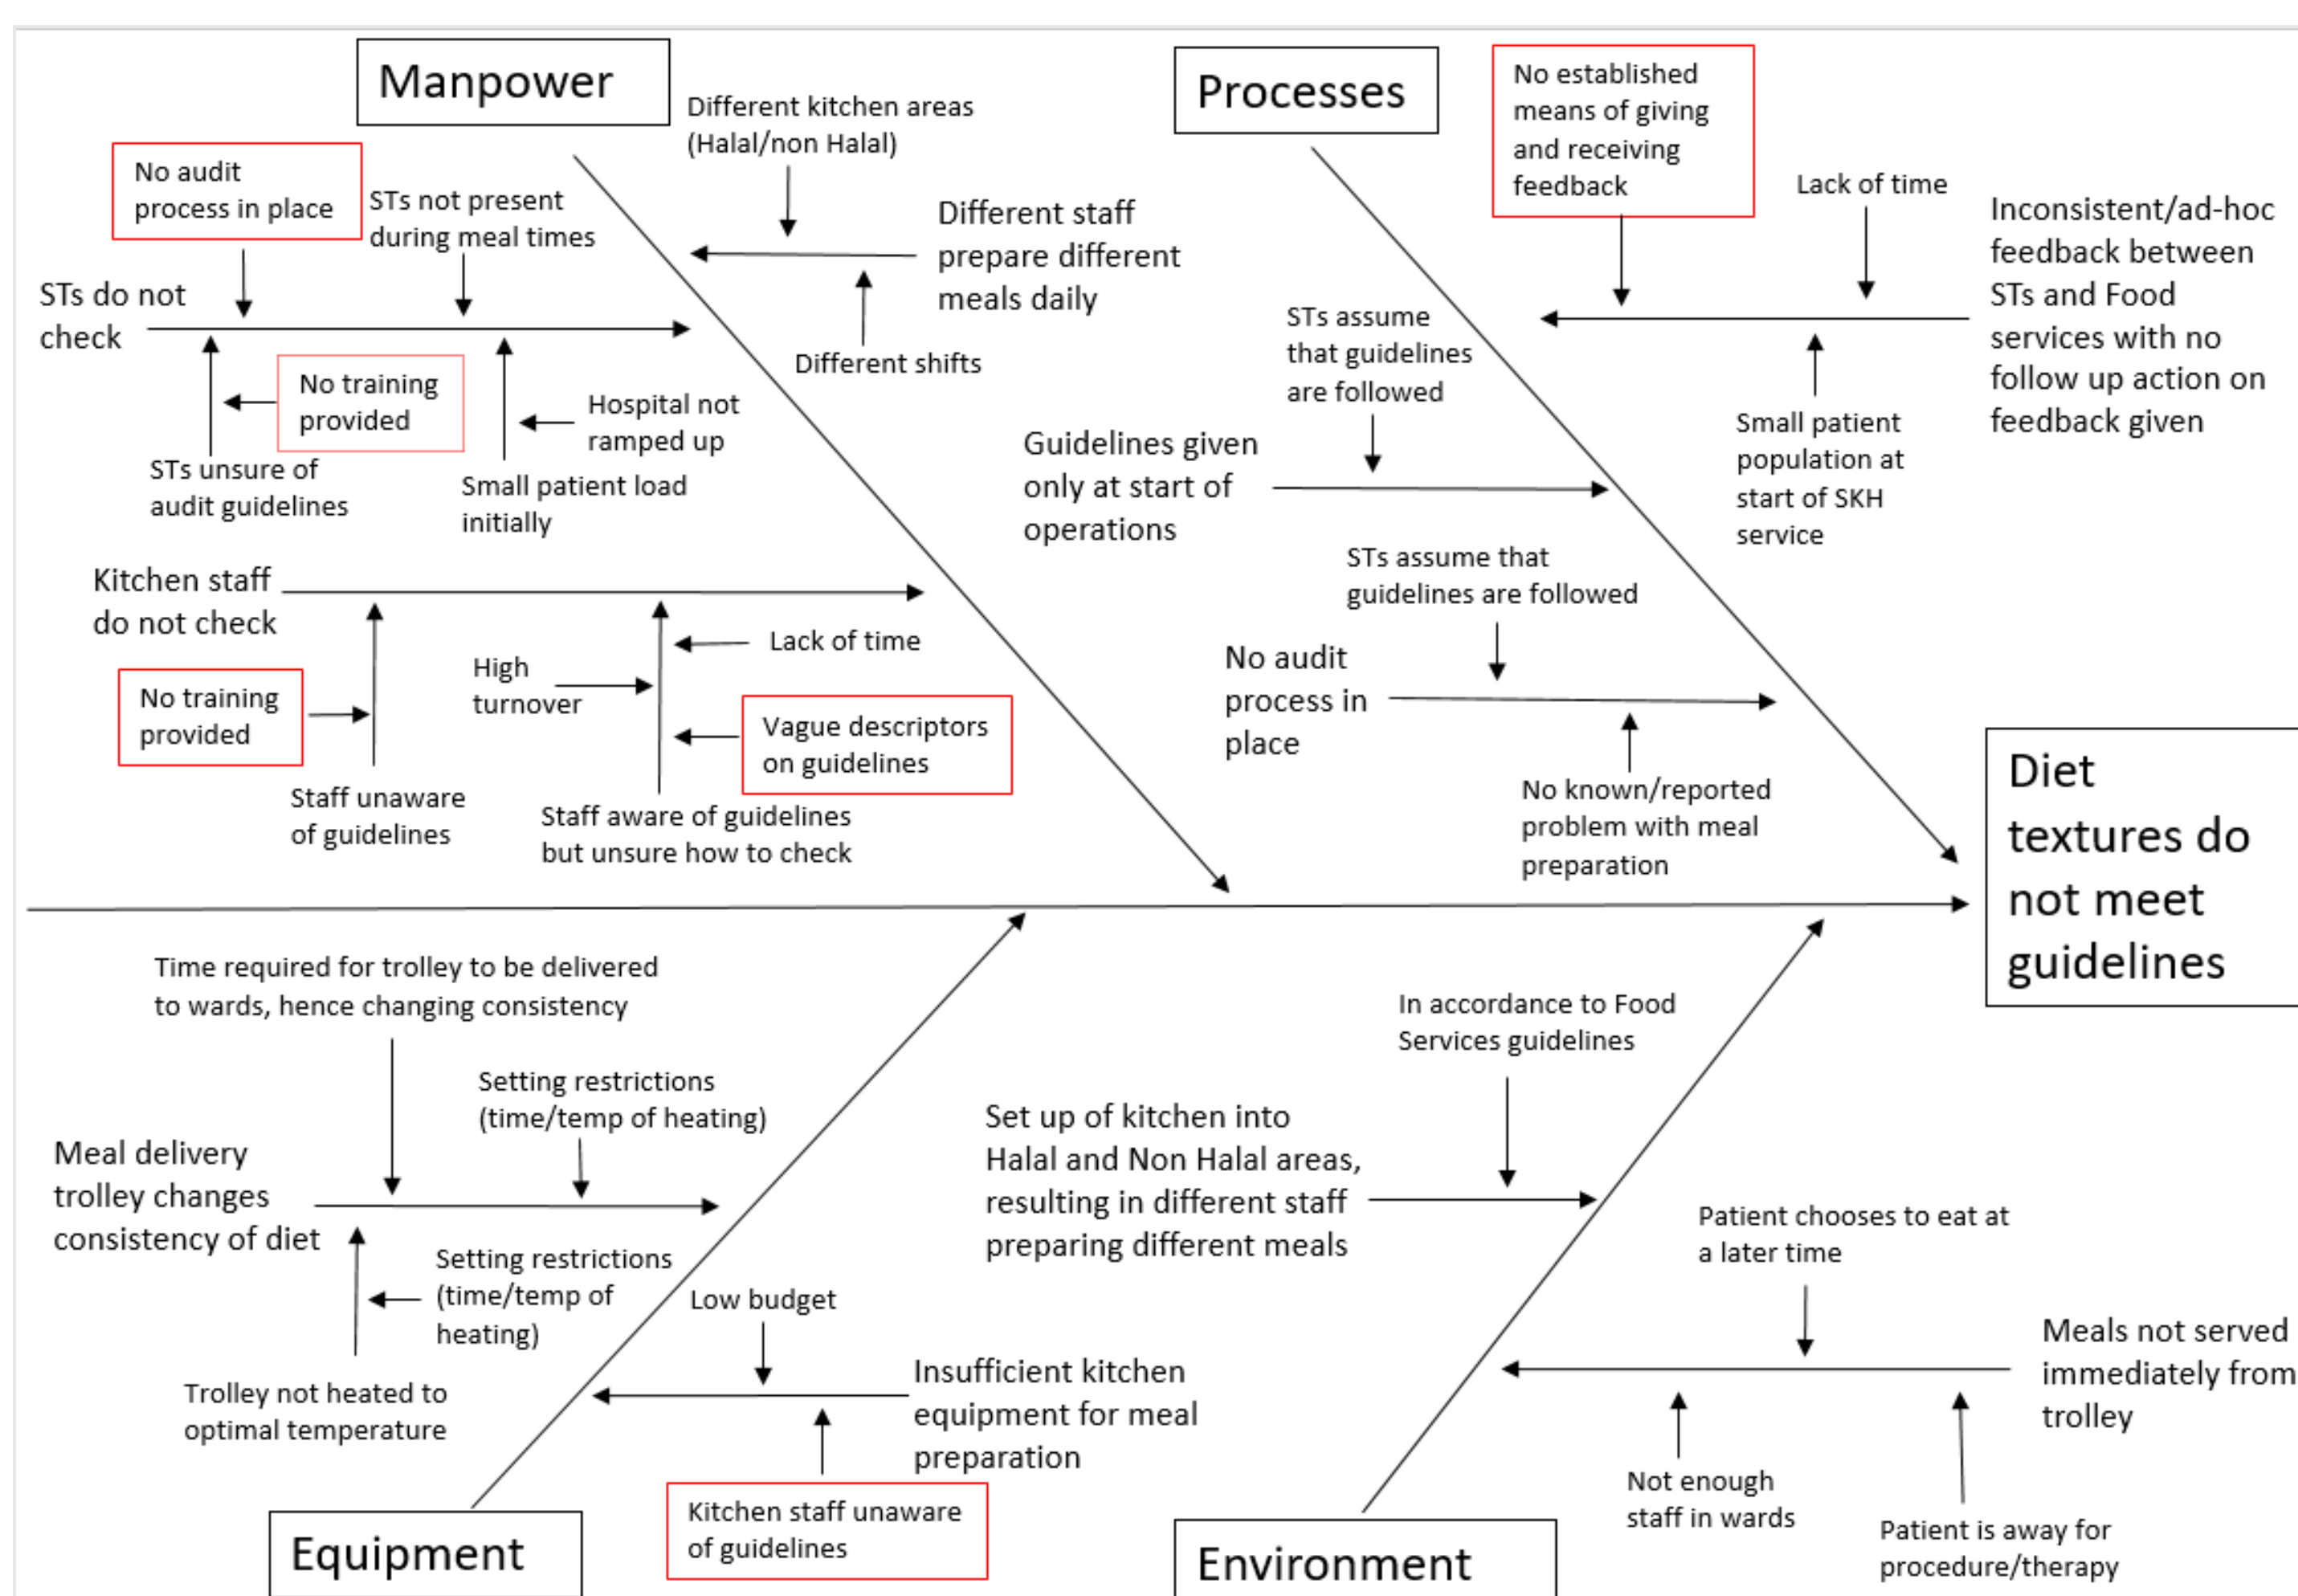 Manpower
No audit
process in place
STs not present
during meal times
STs do not
check
No training
provided
STs unsure of
audit guidelines
Hospital not
ramped up
Small patient load
initially
Different kitchen areas
(Halal/non Halal)
Different staff
prepare different
meals daily
Different shifts
Kitchen staff
do not check
No training
provided
Staff unaware
of guidelines
High
turnover
Lack of time
Vague descriptors
on guidelines
Staff aware of guidelines
but unsure how to check
Processes
No established
means of giving
and receiving
feedback
Lack of time
Inconsistent/ad-hoc
feedback between
STs and Food
services with no
follow up action on
feedback given
Small patient
population at
start of SKH
service
STs assume
that guidelines
are followed
Guidelines given
only at start of
operations
STs assume that
guidelines are followed
No audit
process in
place
No known/reported
problem with meal
preparation
Diet
textures do
not meet
guidelines
Time required for trolley to be delivered
to wards, hence changing consistency
Setting restrictions
(time/temp of heating)
Meal delivery
trolley changes
consistency of diet
Setting restrictions
(time/temp of
heating)
Trolley not heated to
optimal temperature
Low budget
Insufficient kitchen
equipment for meal
preparation
Kitchen staff unaware
of guidelines
Equipment
In accordance to Food
Services guidelines
Set up of kitchen into
Halal and Non Halal areas,
resulting in different staff
preparing different meals
Patient chooses to eat at
a later time
Meals not served
immediately from
trolley
Not enough
staff in wards
Patient is away for
procedure/therapy
Environment